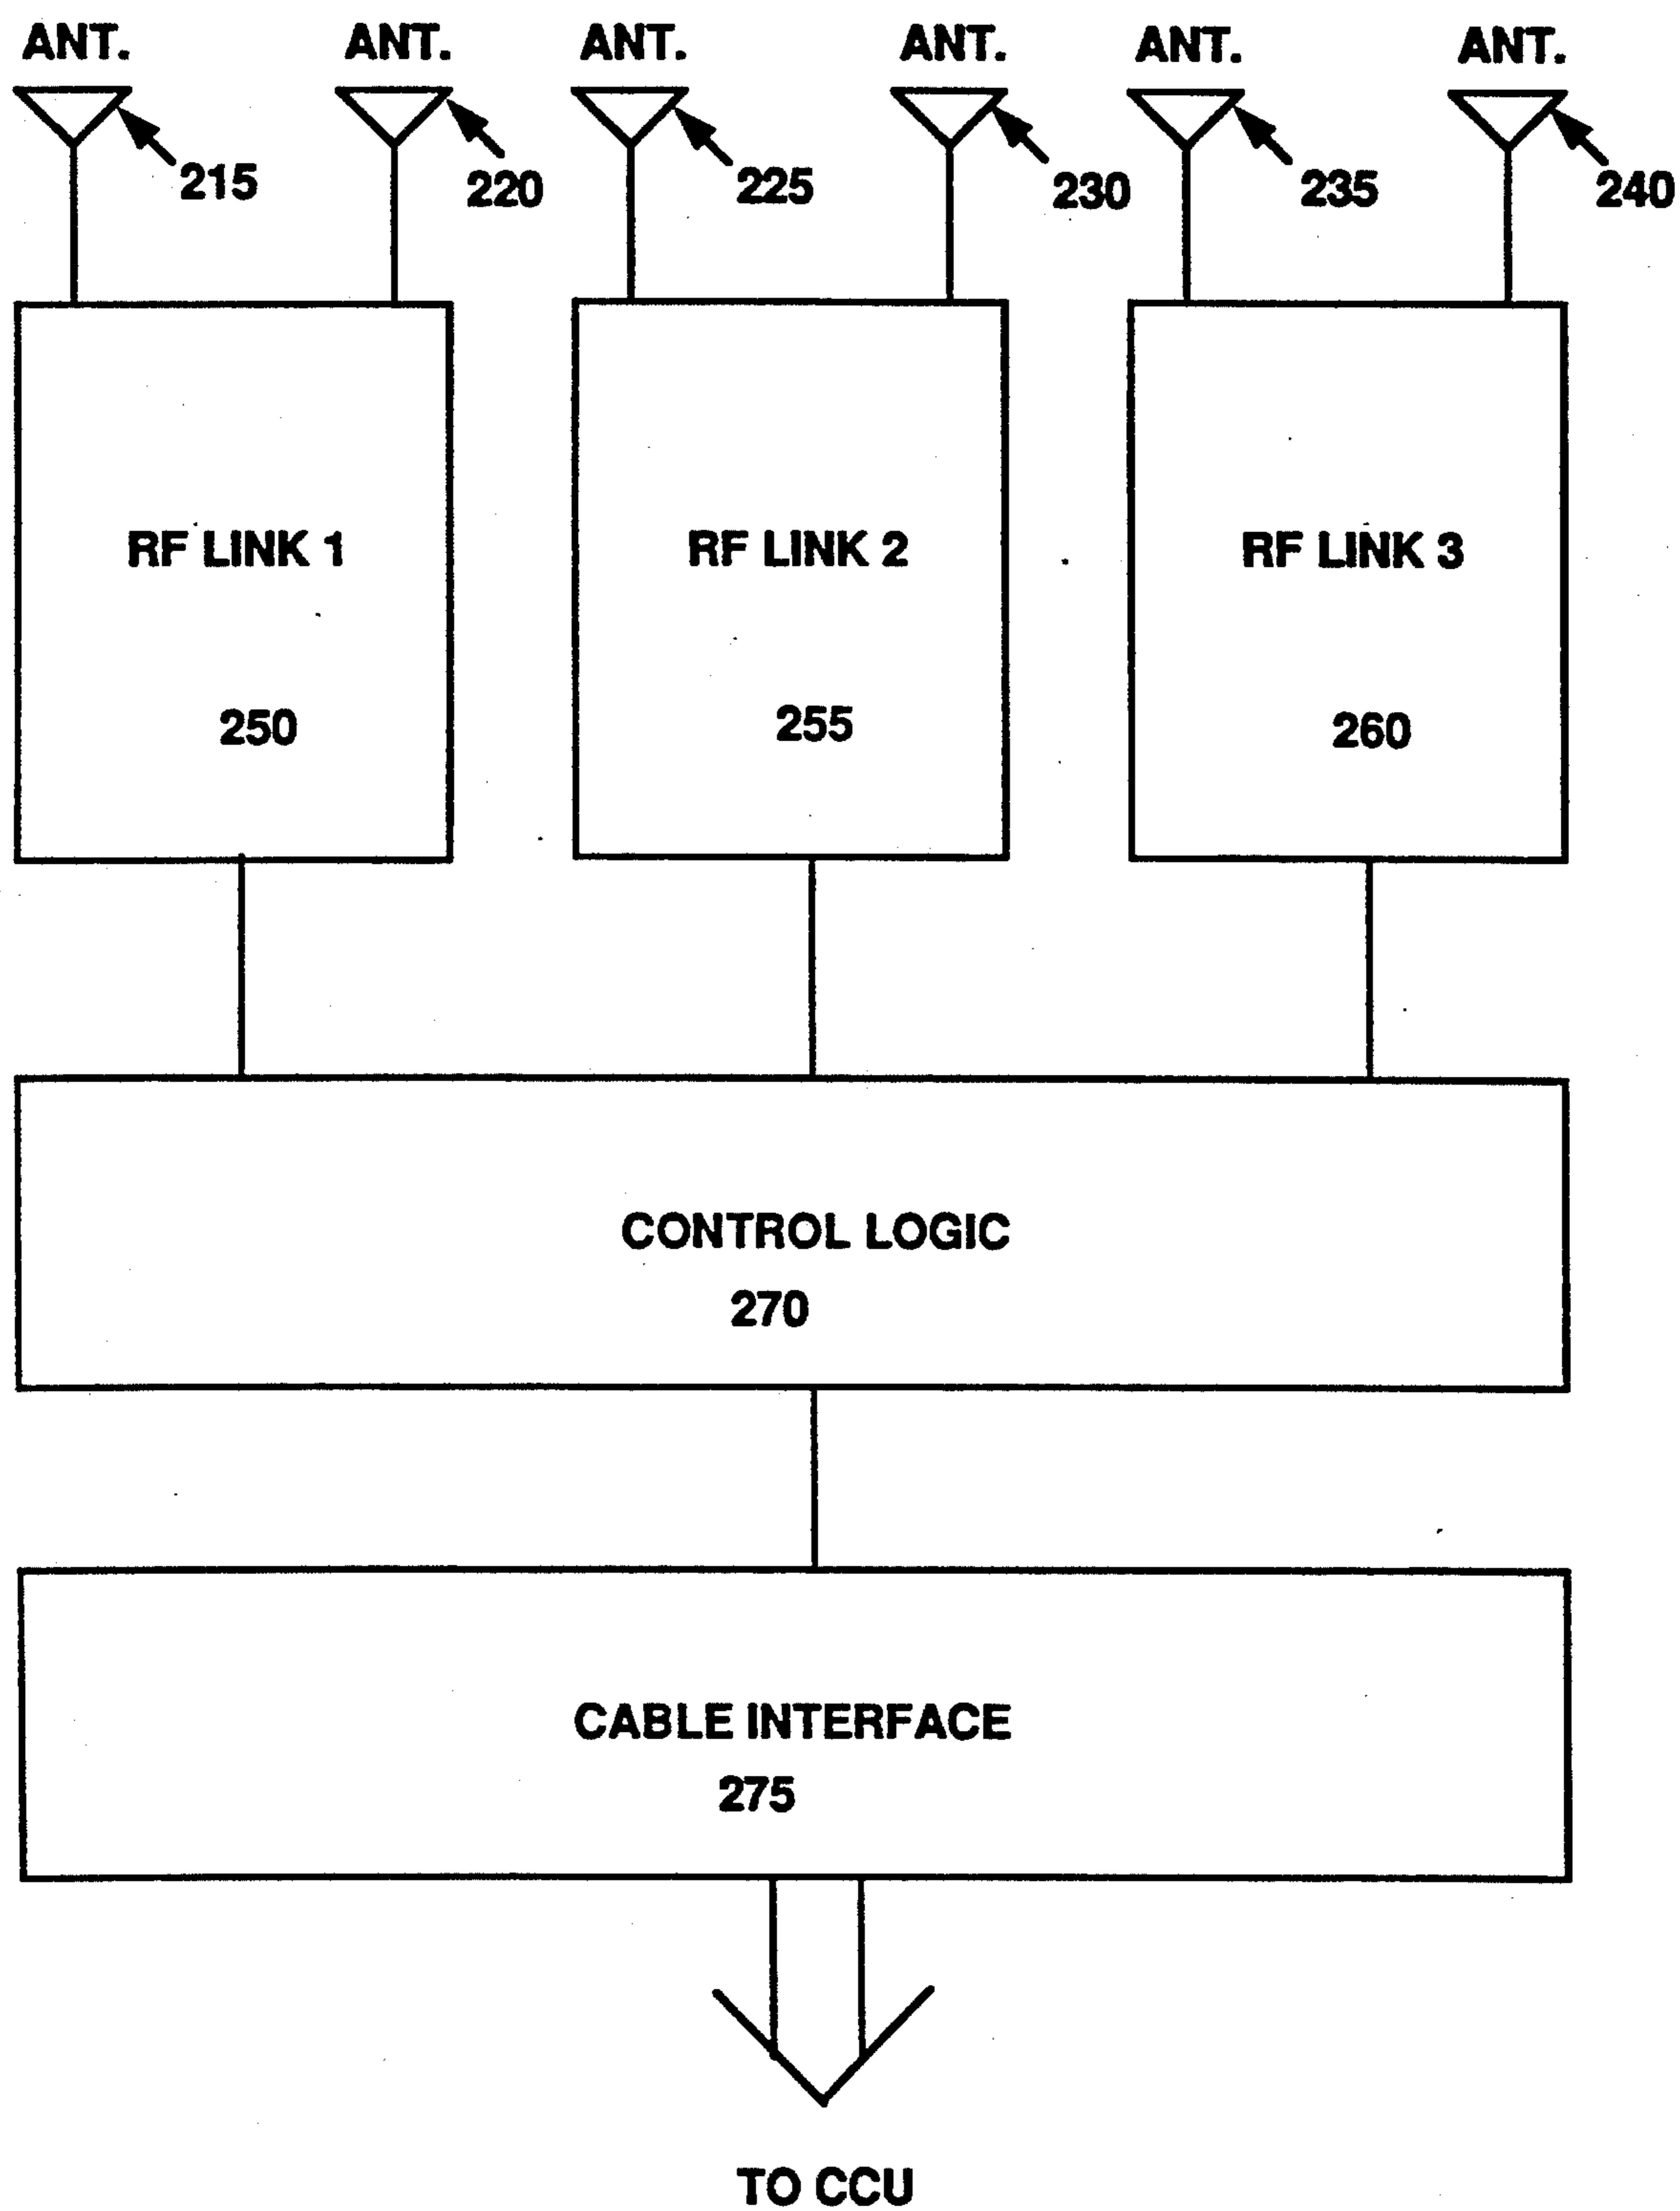 ANT. ANT. ANT. ANT. ANT. ANT.
215 220 225 230 235 240
RF LINK 1 RF LINK 2 RF LINK 3
250 255 260
CONTROL LOGIC
270
CABLE INTERFACE
275
TO CCU